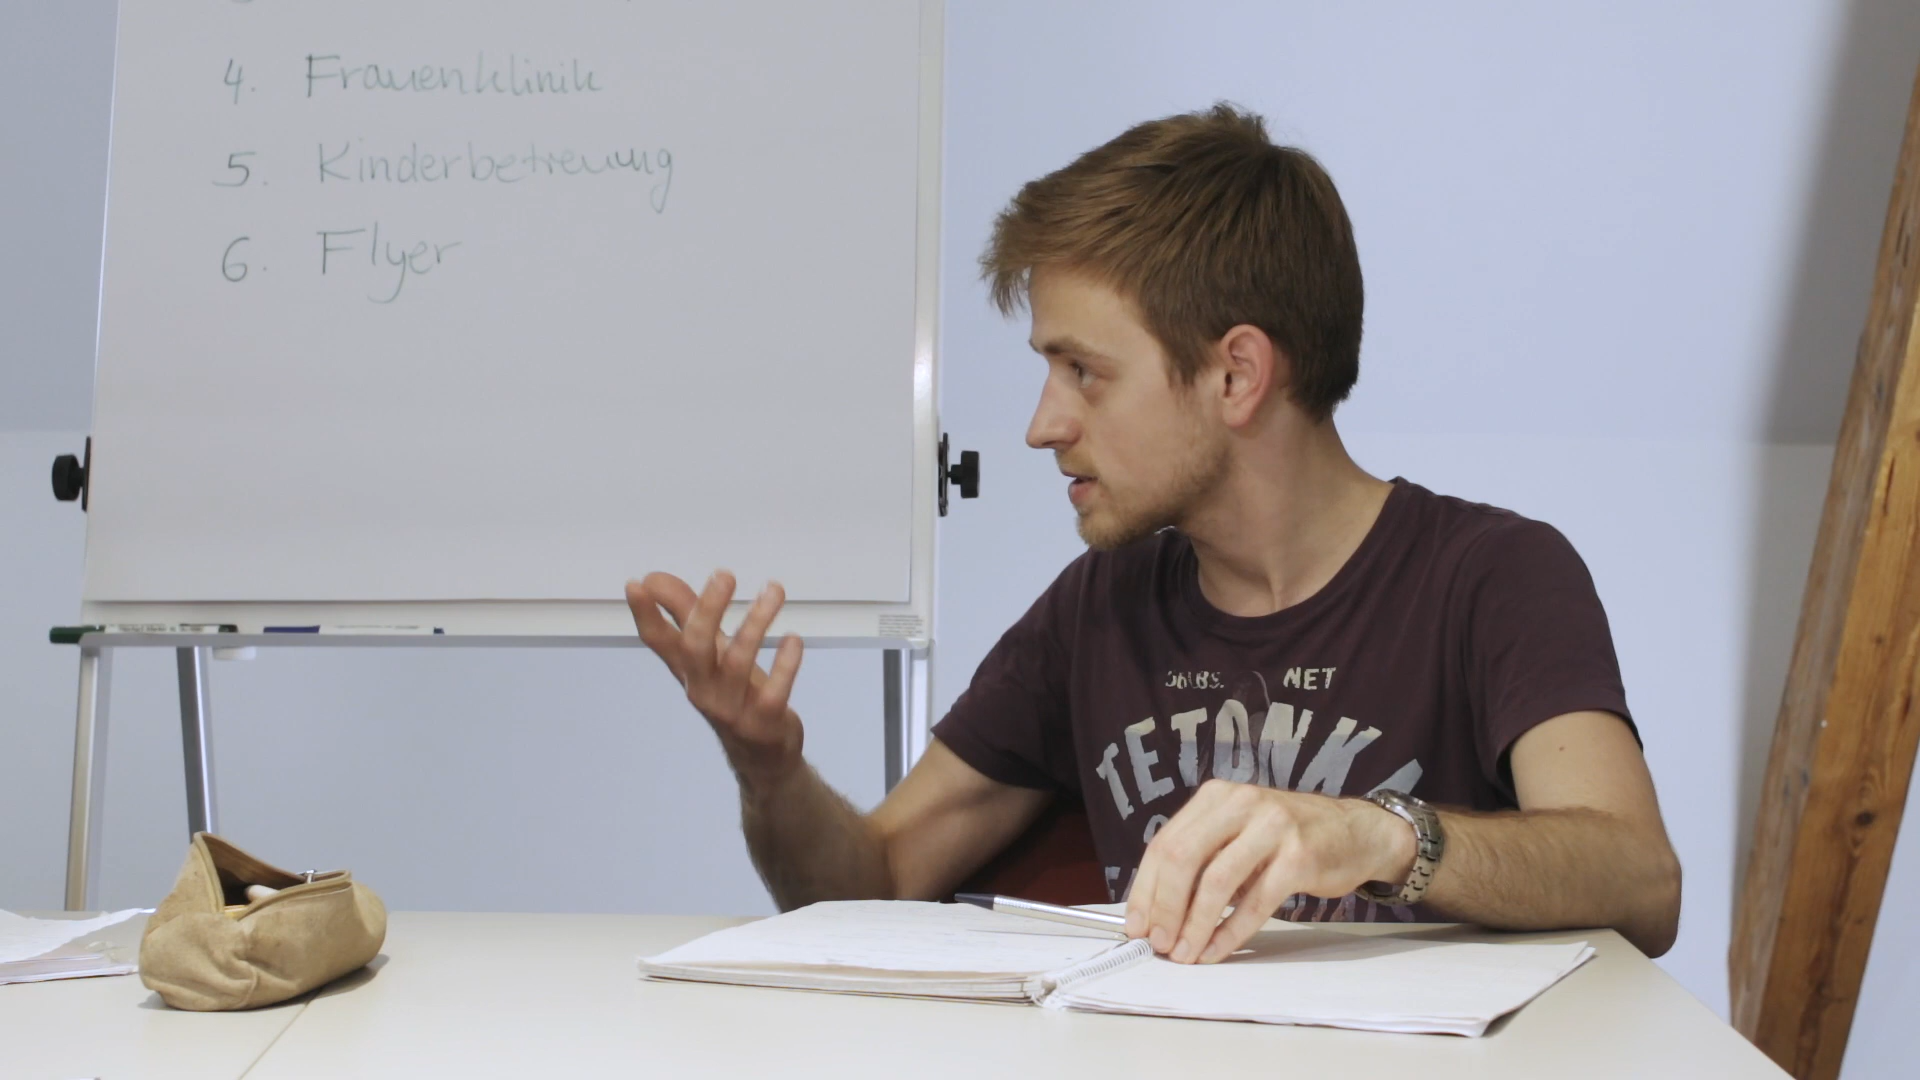 4. Frauenklinik
5. Kinderbetreuung
6. Flyer
NET
TETONKA